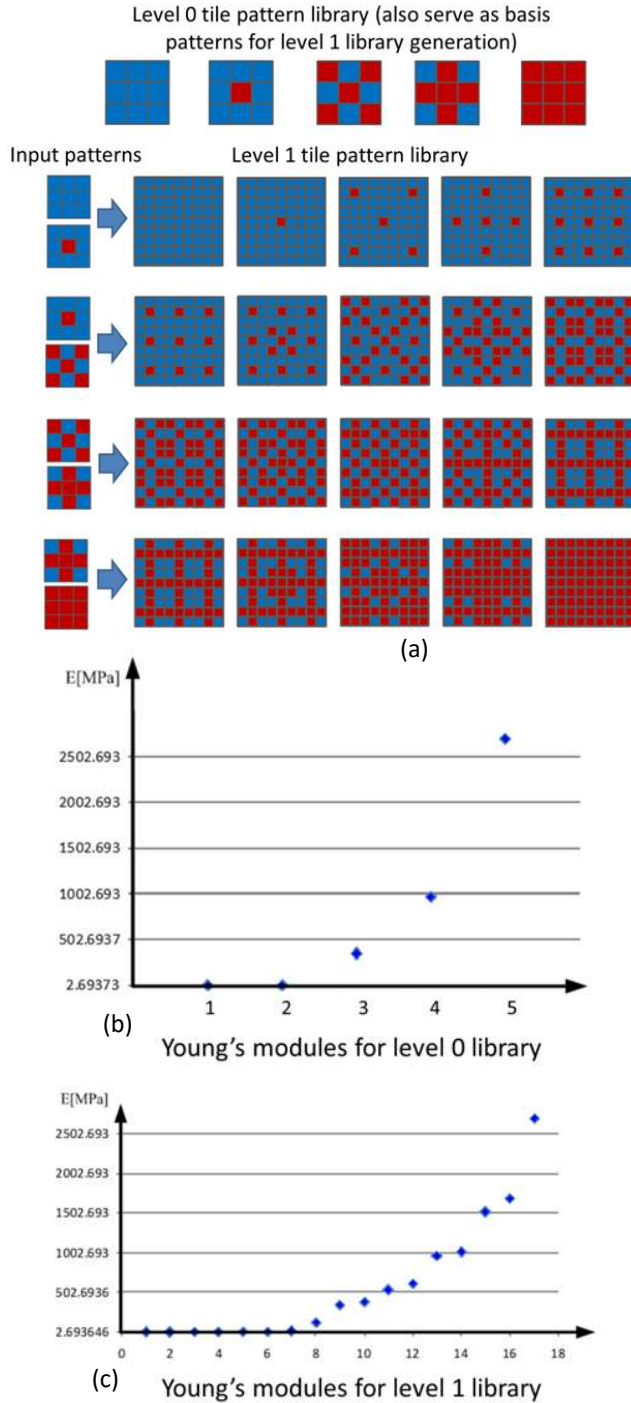 Level 0 tile pattern library (also serve as basis
patterns for level 1 library generation)
Input patterns
Level 1 tile pattern library
(a)
E[MPa]
2502.693
2002.693
1502.693
1002.693
502.6937
2.69373
1 2 3 4 5
(b)
Young's modules for level 0 library
E[MPa]
2502.693
2002.693
1502.693
1002.693
502.6936
2.693646
0 2 4 6 8 10 12 14 16 18
(c)
Young's modules for level 1 library